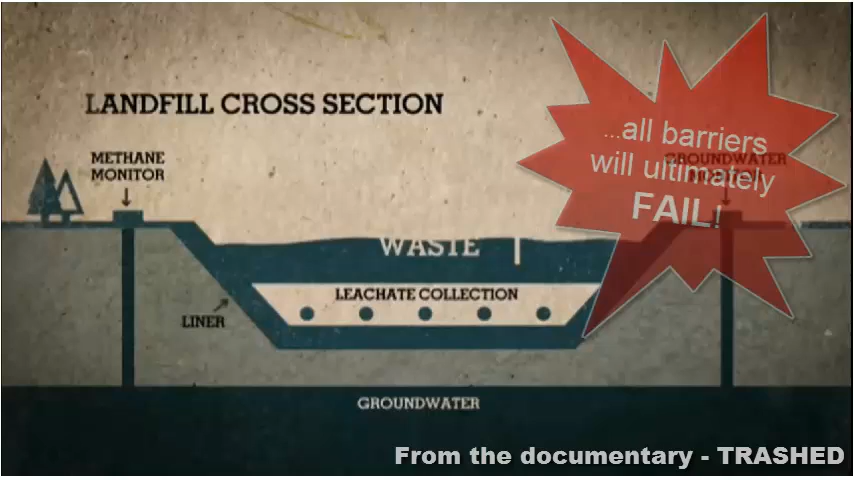 LANDFILL CROSS SECTION
...all barriers
will ultimately
FAIL!
METHANE
MONITOR
GROUNDWATER
WASTE
LEACHATE COLLECTION
LINER
GROUNDWATER
From the documentary - TRASHED